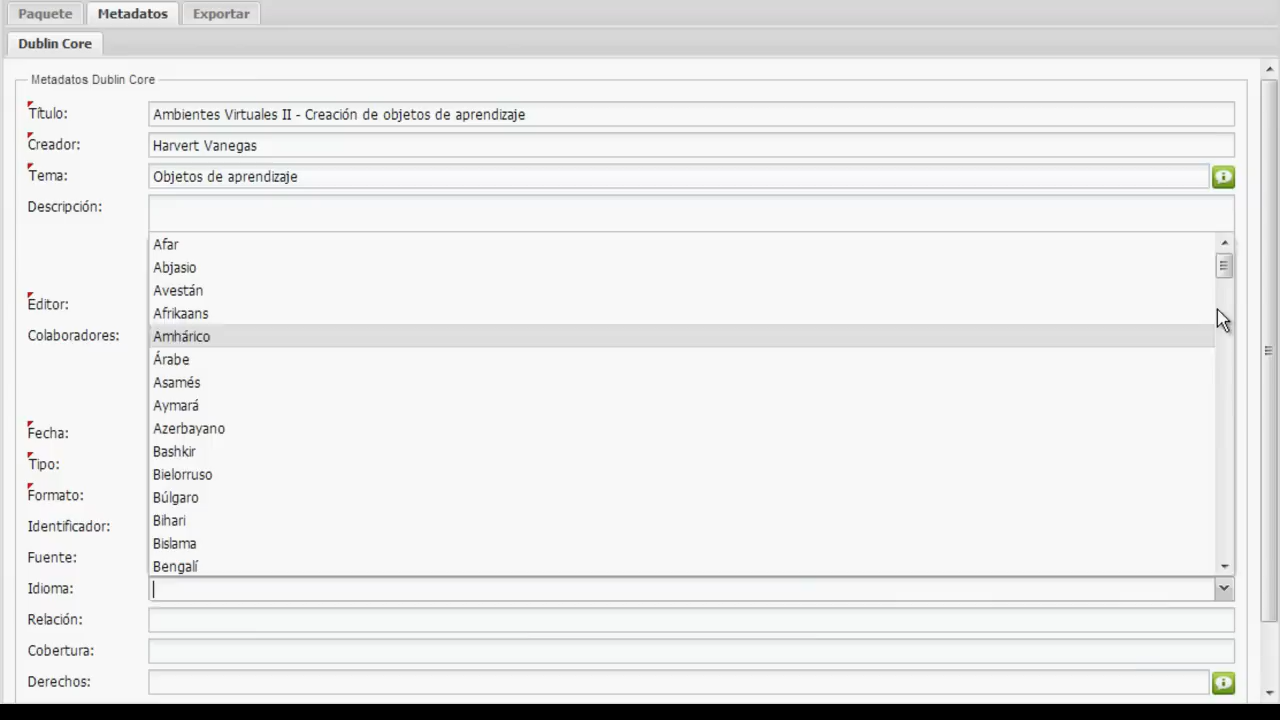 Paquete Metadatos Exportar
Dublin Core
Metadatos Dublin Core
Título: Ambientes Virtuales II - Creación de objetos de aprendizaje
Creador: Harvert Vanegas
Tema: Objetos de aprendizaje
Descripción:
Afar
Abjasio
Avestán
Editor:
Afrikaans
Colaboradores: Amhárico
Árabe
Asamés
Aymará
Fecha: Azerbayano
Bashkir
Tipo:
Bielorruso
Formato: Búlgaro
Identificador: Bihari
Fuente: Bislama
Bengalí
Idioma:
Relación:
Cobertura:
Derechos: